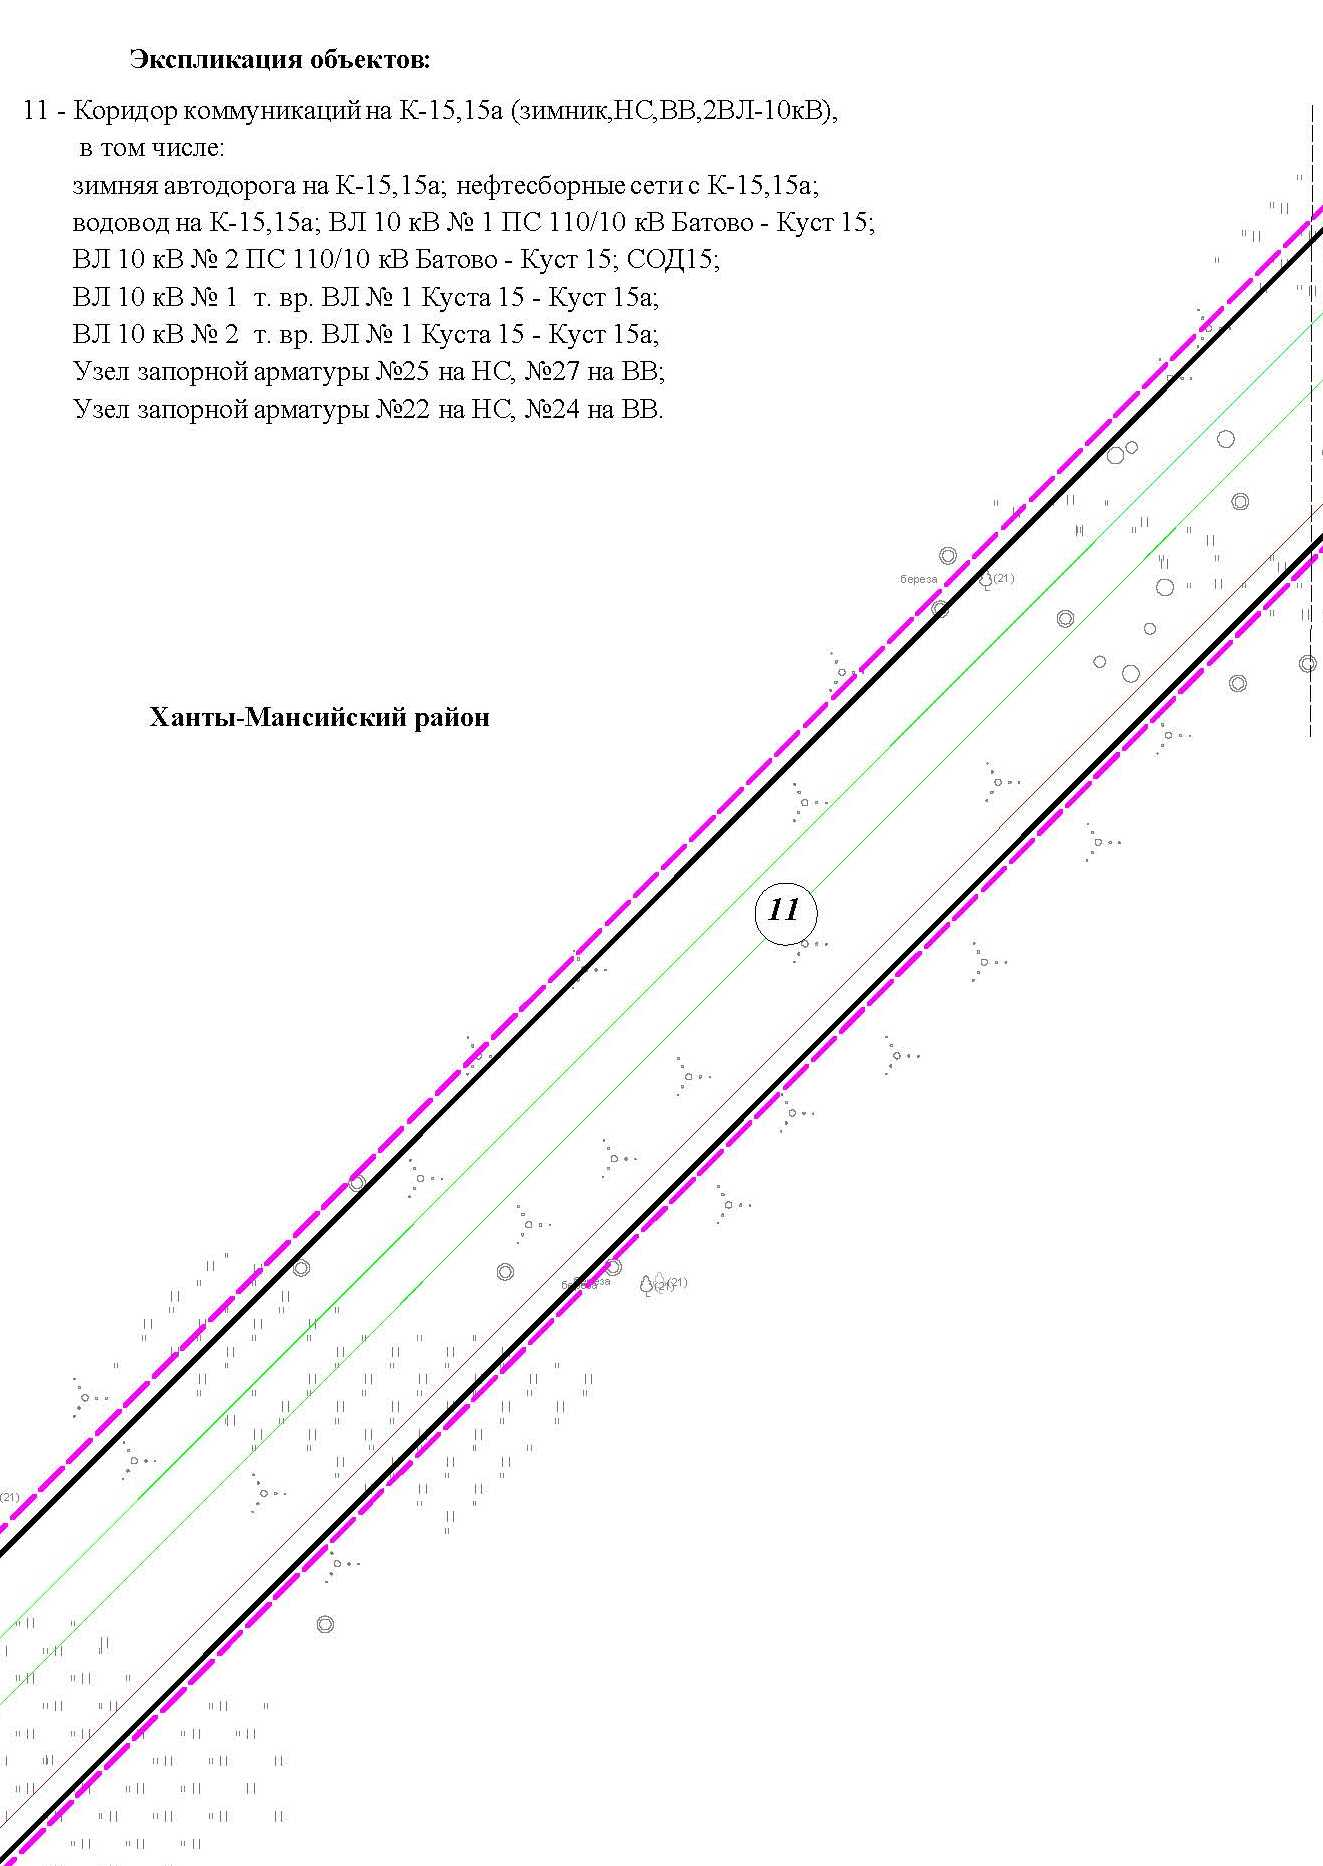 Экспликация объектов:
11 - Коридор коммуникаций на К-15,15а (зимник,НС,ВВ,2ВЛ-10кВ),
в том числе:
зимняя автодорога на К-15,15а; нефтесборные сети с К-15,15а;
водовод на К-15,15а; ВЛ 10 кВ № 1 ПС 110/10 кВ Батово - Куст 15;
ВЛ 10 кВ № 2 ПС 110/10 кВ Батово - Куст 15; СОД15;
ВЛ 10 кВ № 1 т. вр. ВЛ № 1 Куста 15 - Куст 15а;
ВЛ 10 кВ № 2 т. вр. ВЛ № 1 Куста 15 - Куст 15а;
Узел запорной арматуры №25 на НС, №27 на ВВ;
Узел запорной арматуры №22 на НС, №24 на ВВ.
береза (21)
Ханты-Мансийский район
11
береза береза (21) (21)
(21)